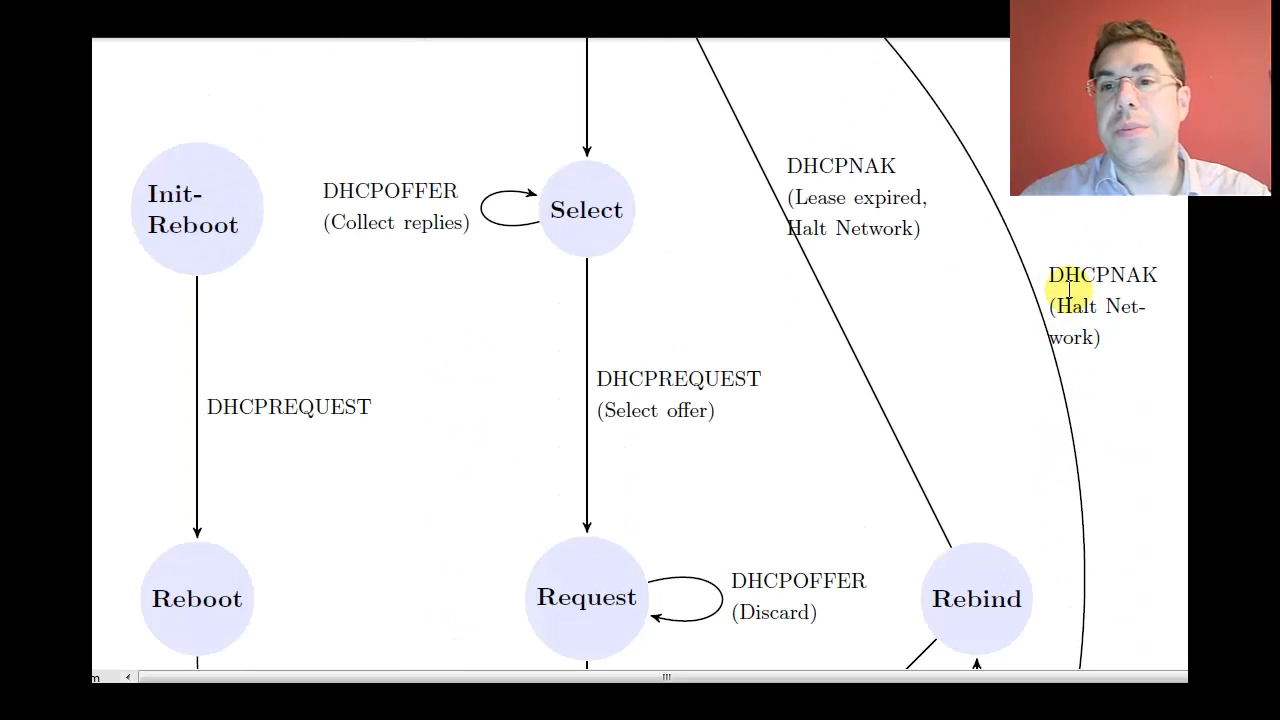 Init-
Reboot
DHCPOFFER
(Collect replies)
Select
DHCPNAK
(Lease expired,
Halt Network)
DHCPNAK
(Halt Net-
work)
DHCPREQUEST
DHCPREQUEST
(Select offer)
Reboot
Request
DHCPOFFER
(Discard)
Rebind
m